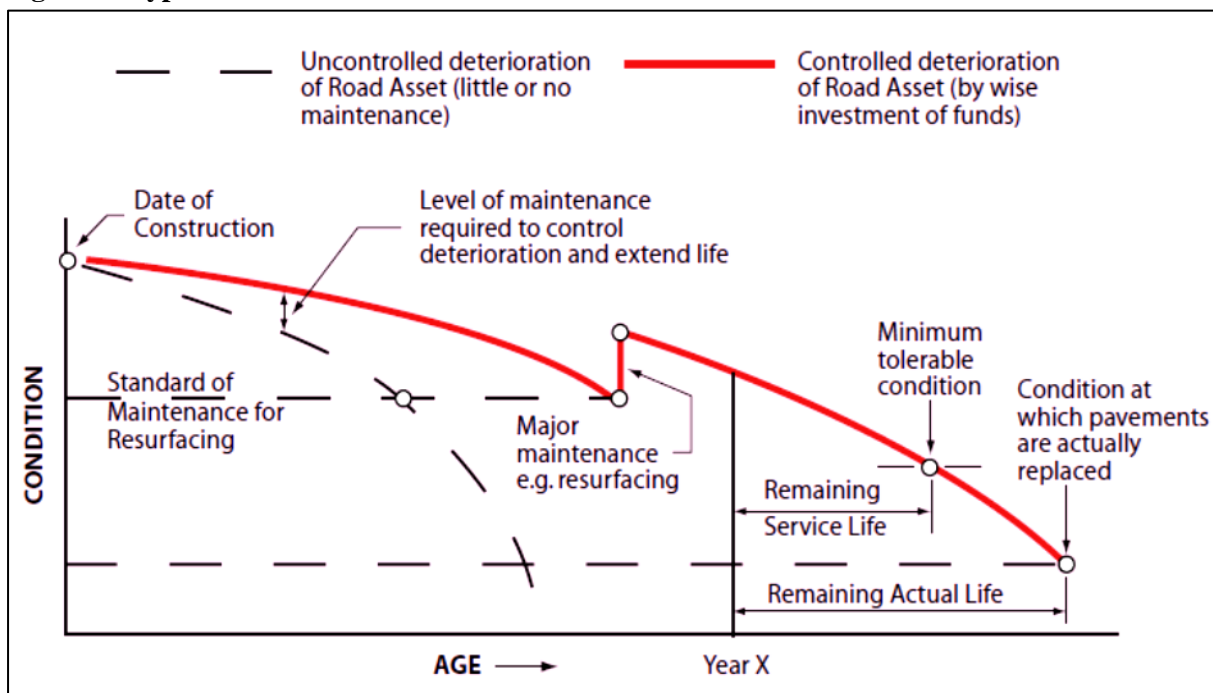 Uncontrolled deterioration
of Road Asset (little or no
maintenance)
Controlled deterioration
of Road Asset (by wise
investment of funds)
Date of
Construction
Level of maintenance
required to control
deterioration and extend life
Standard of
Maintenance for
Resurfacing
Major
maintenance
e.g. resurfacing
Minimum
tolerable
condition
Condition at
which pavements
are actually
replaced
Remaining
Service Life
Remaining Actual Life
CONDITION
AGE
Year X